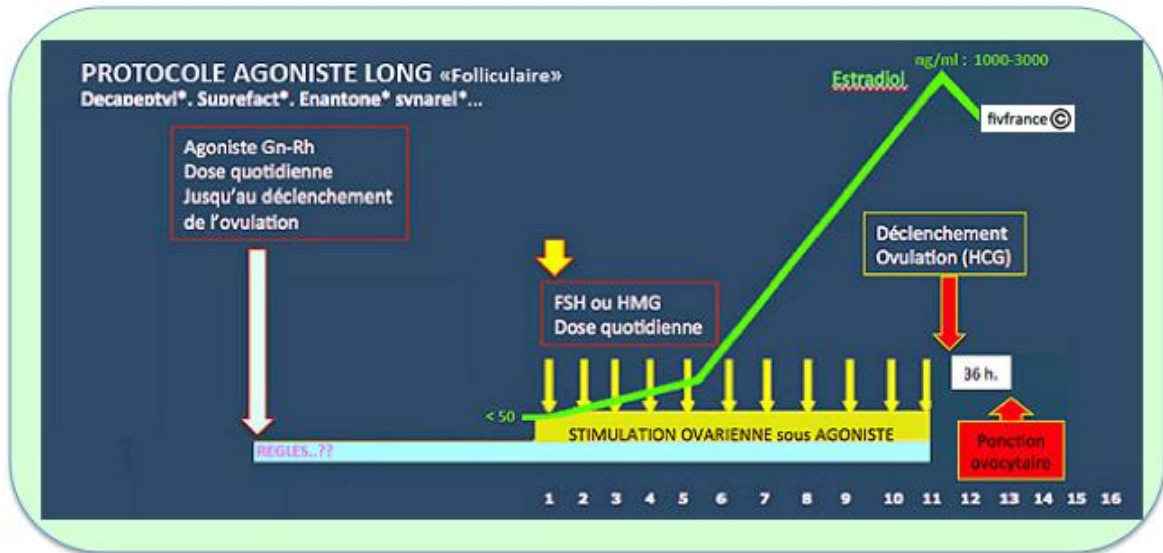 PROTOCOLE AGONISTE LONG «Folliculaire»
Decapeptyl*. Suprefact*. Enantone* synarel*...
ng/ml : 1000-3000
Estradiol
fivfrance©
Agoniste Gn-Rh
Dose quotidienne
Jusqu'au déclenchement
de l'ovulation
Déclenchement
Ovulation (HCG)
FSH ou HMG
Dose quotidienne
36 h.
< 50
STIMULATION OVARIENNE sous AGONISTE
REGLES..??
Ponction
ovocytaire
1 2 3 4 5 6 7 8 9 10 11 12 13 14 15 16